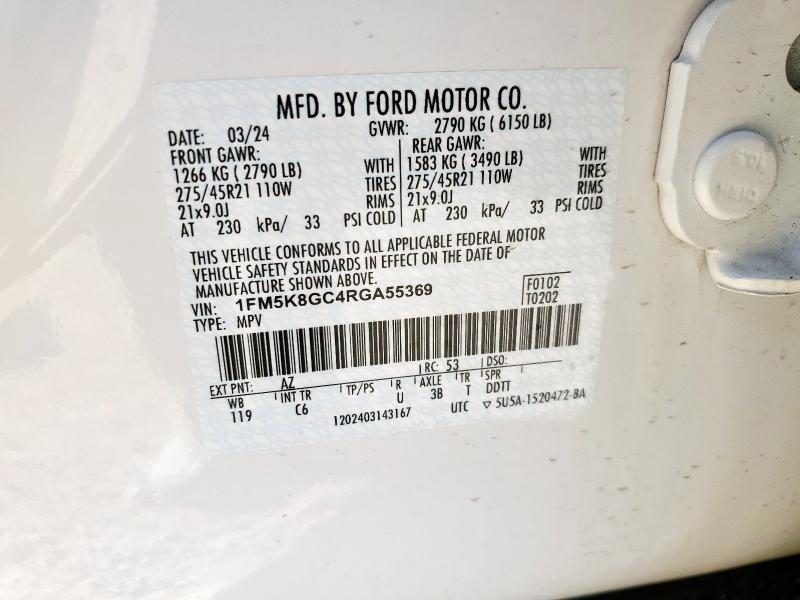 MFD. BY FORD MOTOR CO.
DATE: 03/24 GVWR: 2790 KG ( 6150 LB)
FRONT GAWR: REAR GAWR:
1266 KG ( 2790 LB) WITH 1583 KG ( 3490 LB) WITH
275/45R21 110W TIRES 275/45R21 110W TIRES
21x9.0J RIMS 21x9.0J RIMS
AT 230 kPa/ 33 PSI COLD AT 230 kPa/ 33 PSI COLD
THIS VEHICLE CONFORMS TO ALL APPLICABLE FEDERAL MOTOR
VEHICLE SAFETY STANDARDS IN EFFECT ON THE DATE OF
MANUFACTURE SHOWN ABOVE.
VIN: 1FM5K8GC4RGA55369 F0102
TYPE: MPV T0202
EXT PNT: AZ RC: 53 DSO:
WB INT TR TP/PS R AXLE TR SPR
119 C6 U 3B T DDTT
1202403143167 UTC ▽ 5U5A-1520472-BA